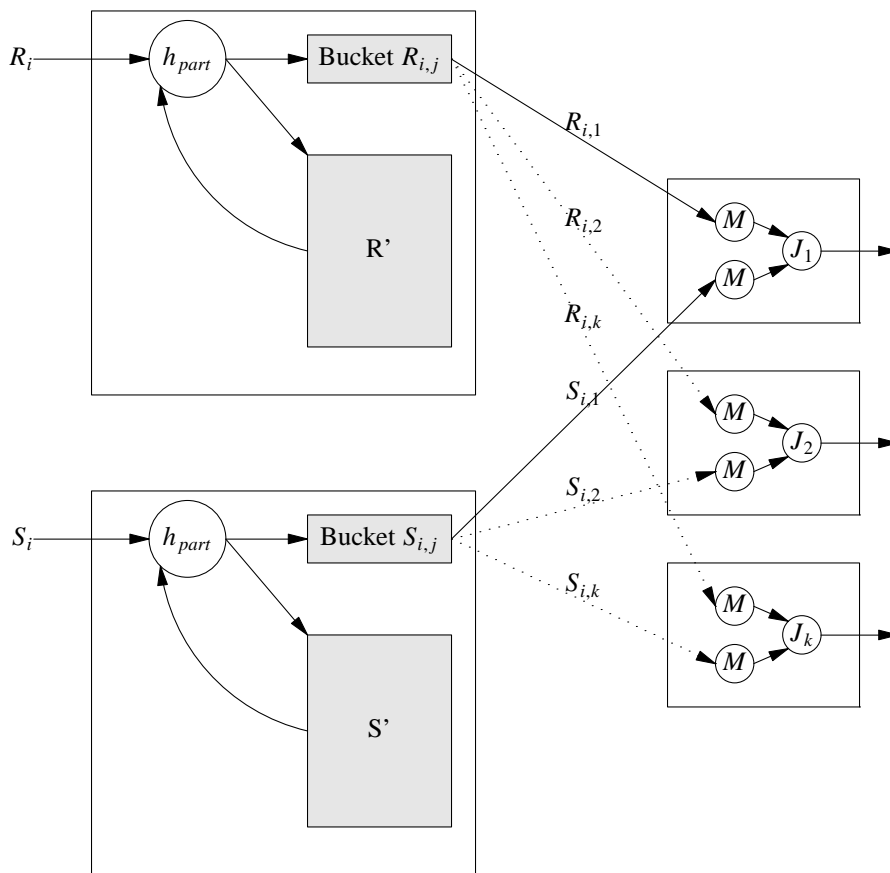 R_i
h_part
Bucket R_{i,j}
R’
R_{i,1}
R_{i,2}
R_{i,k}
S_{i,1}
S_{i,2}
S_{i,k}
M
M
J_1
M
M
J_2
M
M
J_k
S_i
h_part
Bucket S_{i,j}
S’